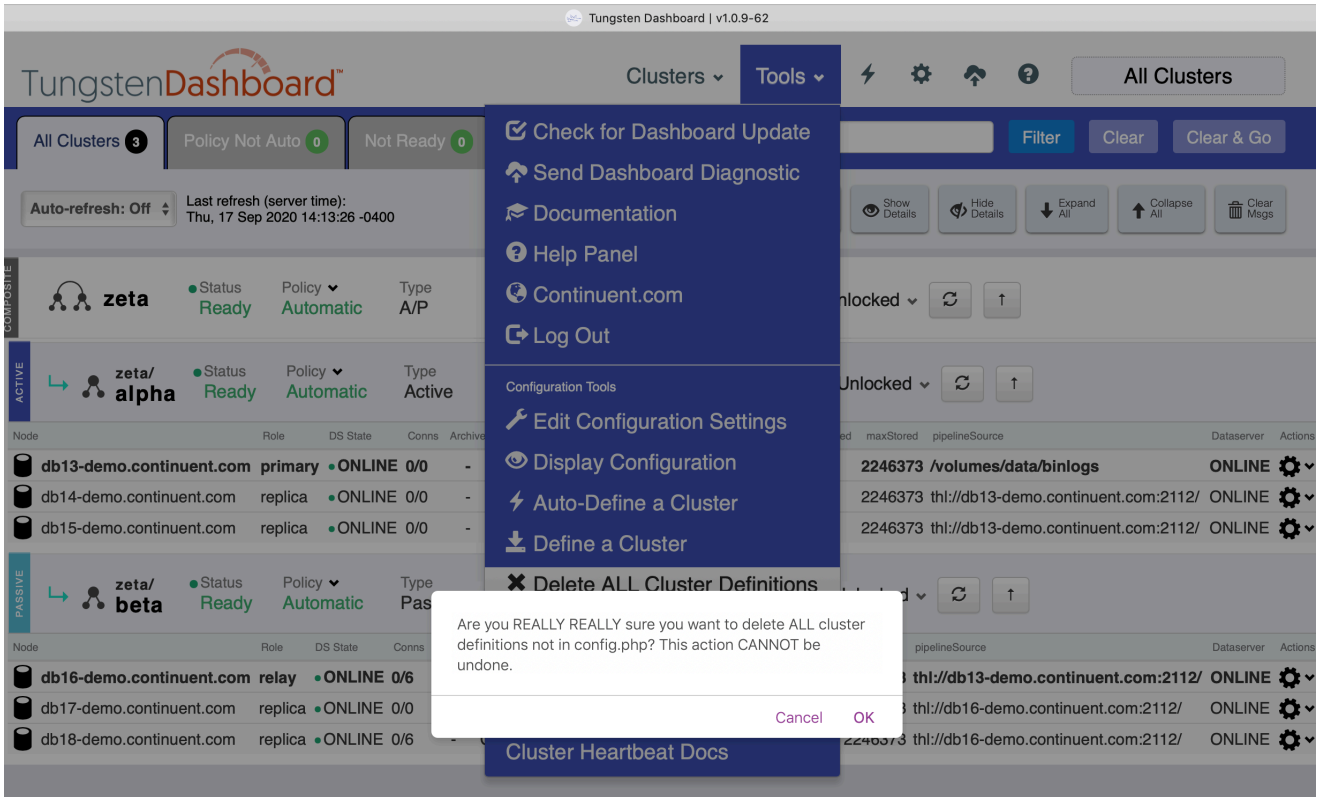 Tungsten Dashboard | v1.0.9-62
TungstenDashboard™
Clusters
Tools
All Clusters
All Clusters 3
Policy Not Auto 0
Not Ready 0
Filter
Clear
Clear & Go
Auto-refresh: Off
Last refresh (server time):
Thu, 17 Sep 2020 14:13:26 -0400
Show Details
Hide Details
Expand All
Collapse All
Clear Msgs
Check for Dashboard Update
Send Dashboard Diagnostic
Documentation
Help Panel
Continuent.com
Log Out
Configuration Tools
Edit Configuration Settings
Display Configuration
Auto-Define a Cluster
Define a Cluster
Delete ALL Cluster Definitions
Cluster Heartbeat Docs
COMPOSITE
zeta
Status Policy Type
Ready Automatic A/P
nlocked
ACTIVE
zeta/
alpha
Status Policy Type
Ready Automatic Active
Unlocked
Node Role DS State Conns Archive ed maxStored pipelineSource Dataserver Actions
db13-demo.continuent.com primary ONLINE 0/0 - 2246373 /volumes/data/binlogs ONLINE
db14-demo.continuent.com replica ONLINE 0/0 - 2246373 thl://db13-demo.continuent.com:2112/ ONLINE
db15-demo.continuent.com replica ONLINE 0/0 - 2246373 thl://db13-demo.continuent.com:2112/ ONLINE
PASSIVE
zeta/
beta
Status Policy Type
Ready Automatic Pas
Node Role DS State Conns pipelineSource Dataserver Actions
db16-demo.continuent.com relay ONLINE 0/6 thl://db13-demo.continuent.com:2112/ ONLINE
db17-demo.continuent.com replica ONLINE 0/0 thl://db16-demo.continuent.com:2112/ ONLINE
db18-demo.continuent.com replica ONLINE 0/6 - 2246373 thl://db16-demo.continuent.com:2112/ ONLINE
Are you REALLY REALLY sure you want to delete ALL cluster
definitions not in config.php? This action CANNOT be
undone.
Cancel
OK